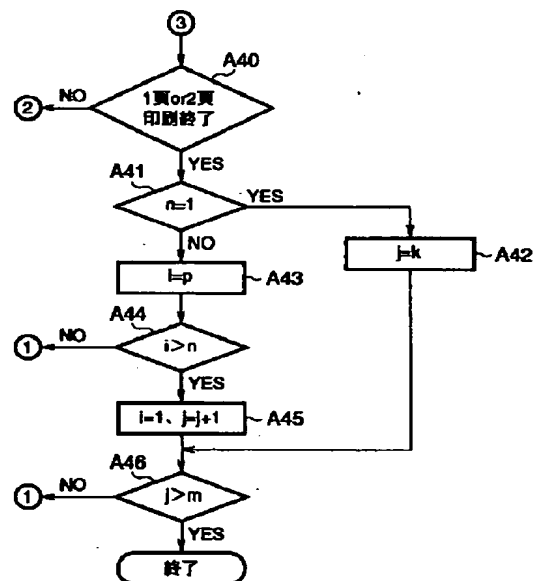 ③
A40
1頁or2頁
印刷終了
NO
②
YES
A41
n=1
YES
NO
j=k
A42
i=p
A43
A44
i>n
NO
①
YES
i=1、j=j+1
A45
A46
j>m
NO
①
YES
終了